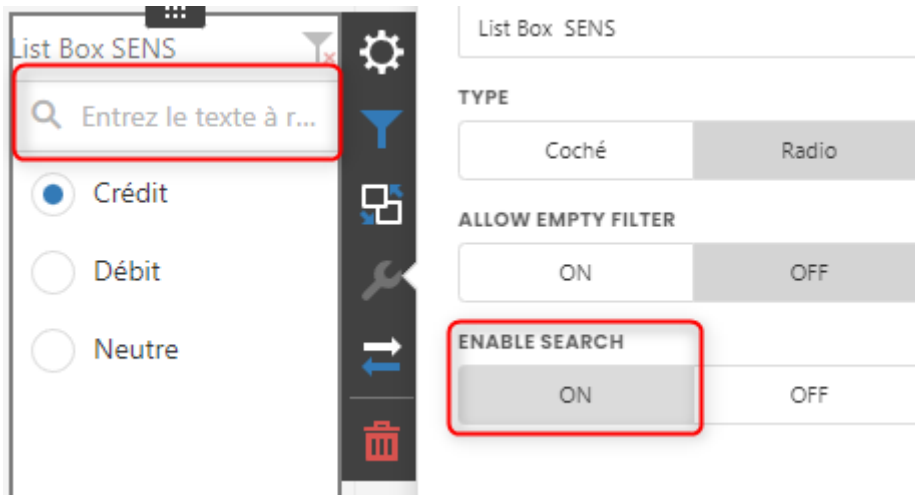 List Box SENS
Entrez le texte à r...
Crédit
Débit
Neutre
List Box SENS
TYPE
Coché Radio
ALLOW EMPTY FILTER
ON OFF
ENABLE SEARCH
ON OFF